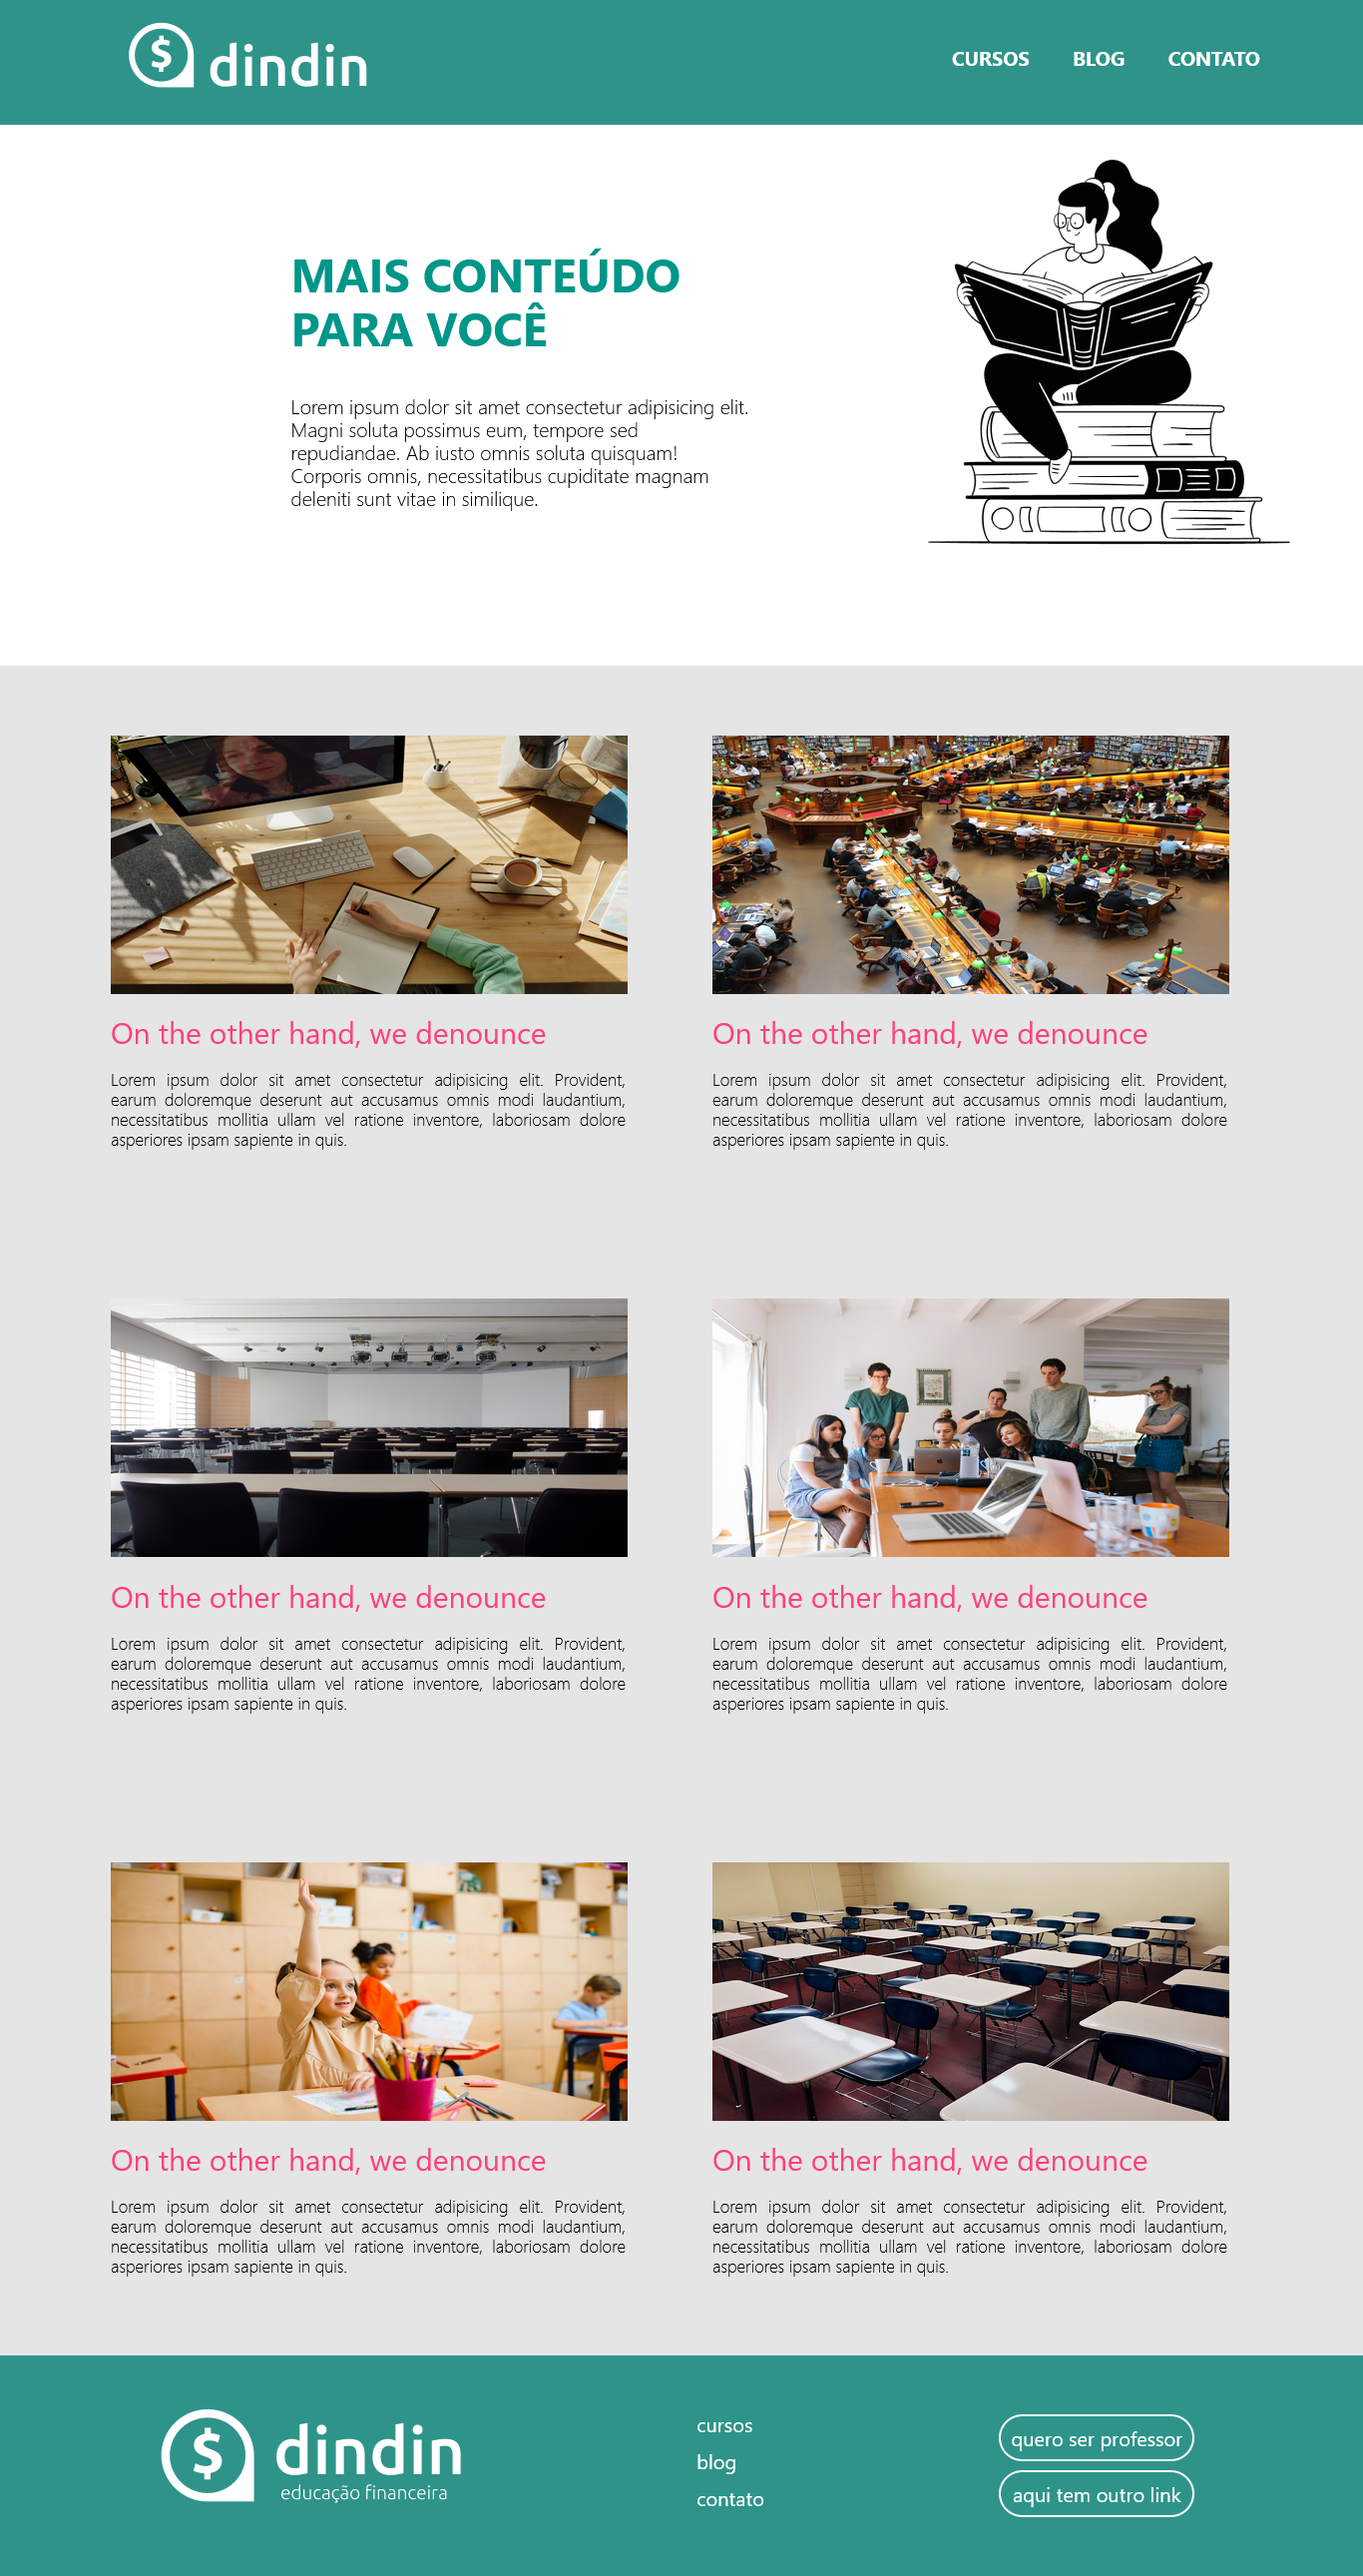 $ dindin
CURSOS BLOG CONTATO
MAIS CONTEÚDO
PARA VOCÊ
Lorem ipsum dolor sit amet consectetur adipisicing elit.
Magni soluta possimus eum, tempore sed
repudiandae. Ab iusto omnis soluta quisquam!
Corporis omnis, necessitatibus cupiditate magnam
deleniti sunt vitae in similique.
On the other hand, we denounce
Lorem ipsum dolor sit amet consectetur adipisicing elit. Provident,
earum doloremque deserunt aut accusamus omnis modi laudantium,
necessitatibus mollitia ullam vel ratione inventore, laboriosam dolore
asperiores ipsam sapiente in quis.
On the other hand, we denounce
Lorem ipsum dolor sit amet consectetur adipisicing elit. Provident,
earum doloremque deserunt aut accusamus omnis modi laudantium,
necessitatibus mollitia ullam vel ratione inventore, laboriosam dolore
asperiores ipsam sapiente in quis.
On the other hand, we denounce
Lorem ipsum dolor sit amet consectetur adipisicing elit. Provident,
earum doloremque deserunt aut accusamus omnis modi laudantium,
necessitatibus mollitia ullam vel ratione inventore, laboriosam dolore
asperiores ipsam sapiente in quis.
On the other hand, we denounce
Lorem ipsum dolor sit amet consectetur adipisicing elit. Provident,
earum doloremque deserunt aut accusamus omnis modi laudantium,
necessitatibus mollitia ullam vel ratione inventore, laboriosam dolore
asperiores ipsam sapiente in quis.
On the other hand, we denounce
Lorem ipsum dolor sit amet consectetur adipisicing elit. Provident,
earum doloremque deserunt aut accusamus omnis modi laudantium,
necessitatibus mollitia ullam vel ratione inventore, laboriosam dolore
asperiores ipsam sapiente in quis.
On the other hand, we denounce
Lorem ipsum dolor sit amet consectetur adipisicing elit. Provident,
earum doloremque deserunt aut accusamus omnis modi laudantium,
necessitatibus mollitia ullam vel ratione inventore, laboriosam dolore
asperiores ipsam sapiente in quis.
$ dindin
educação financeira
cursos
blog
contato
quero ser professor
aqui tem outro link